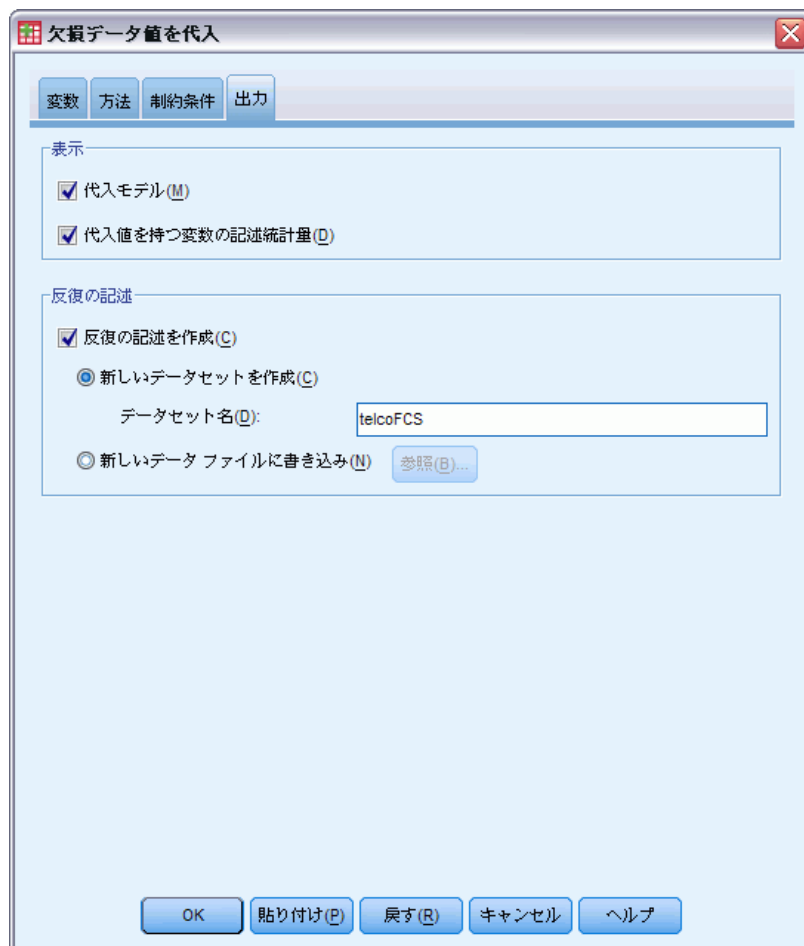 欠損データ値を代入
変数 方法 制約条件 出力
表示
代入モデル(M)
代入値を持つ変数の記述統計量(D)
反復の記述
反復の記述を作成(C)
新しいデータセットを作成(C)
データセット名(D): telcoFCS
新しいデータ ファイルに書き込み(N) 参照(B)...
OK 貼り付け(P) 戻す(R) キャンセル ヘルプ